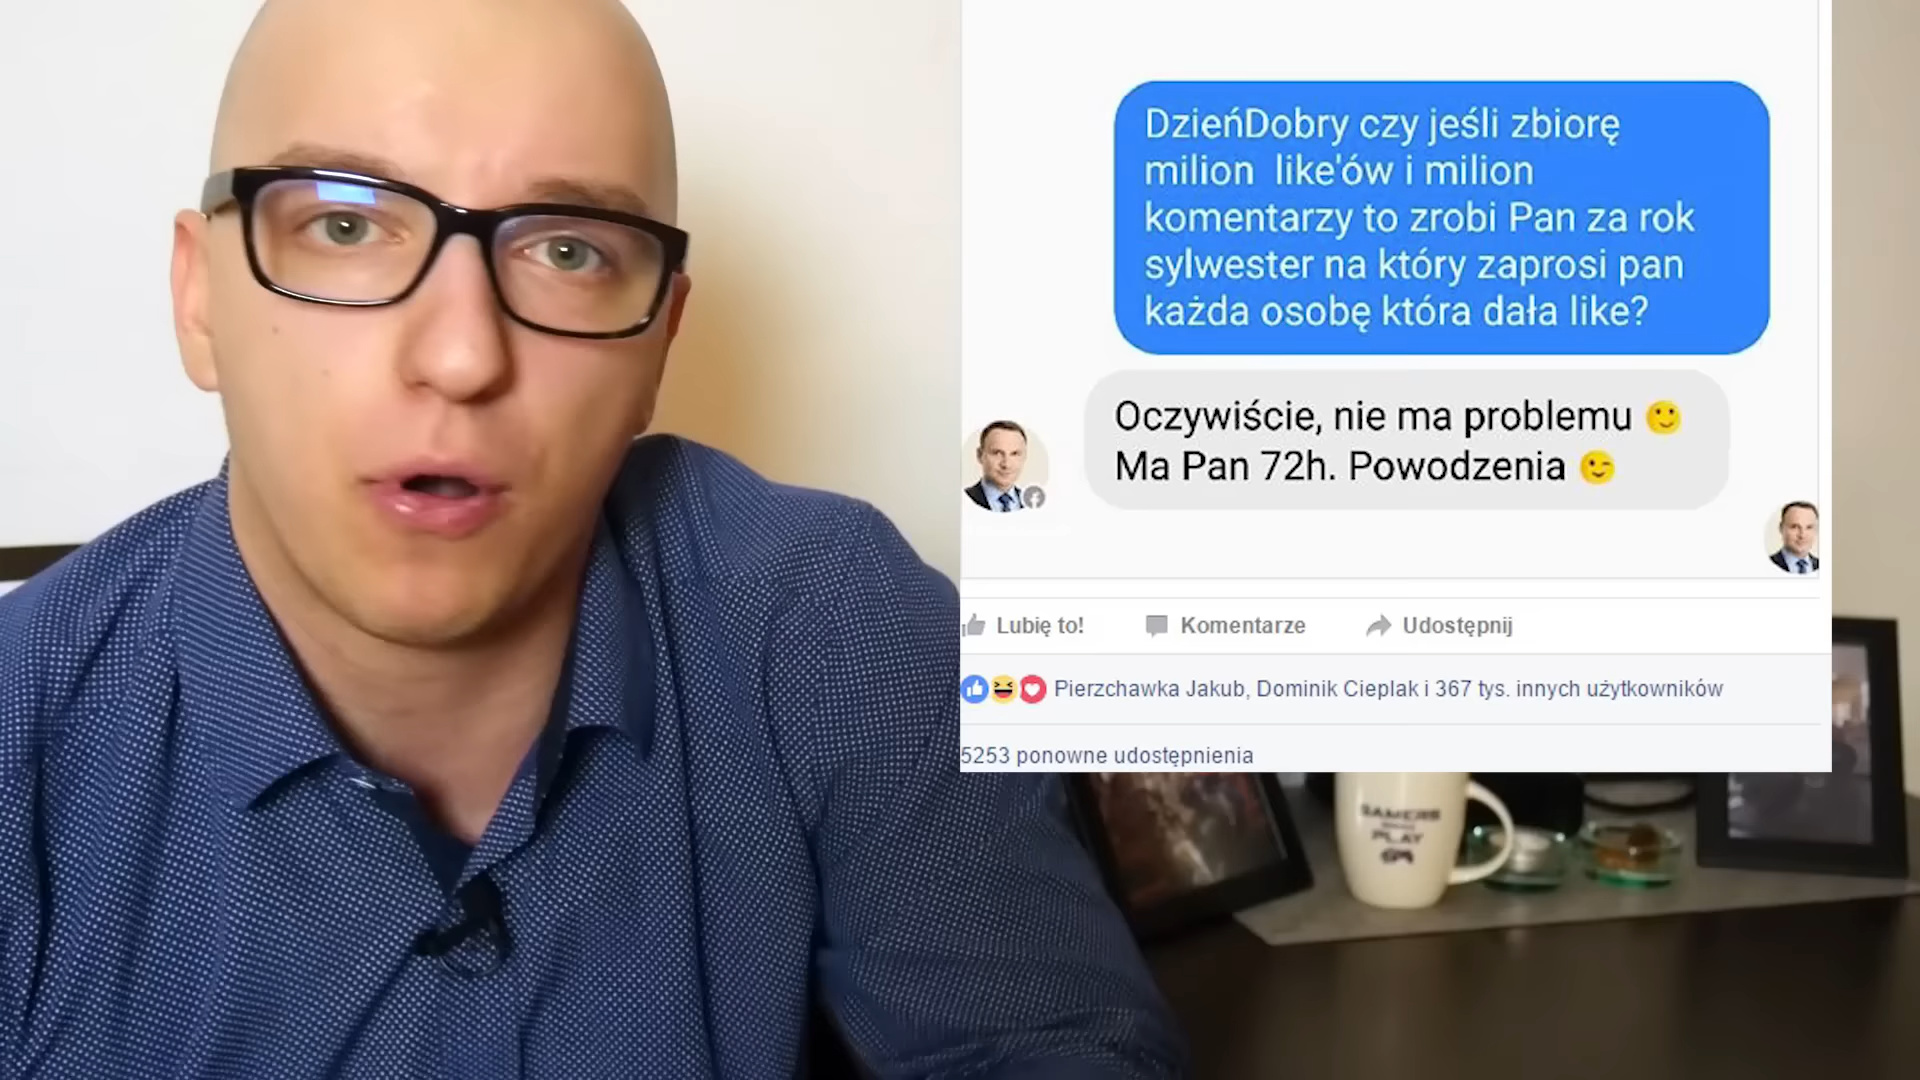 DzieńDobry czy jeśli zbiorę
milion like'ów i milion
komentarzy to zrobi Pan za rok
sylwester na który zaprosi pan
każda osobę która dała like?
Oczywiście, nie ma problemu 🙂
Ma Pan 72h. Powodzenia 😉
Lubię to! Komentarze Udostępnij
Pierzchawka Jakub, Dominik Cieplak i 367 tys. innych użytkowników
5253 ponowne udostępnienia
GAMERS
PLAY